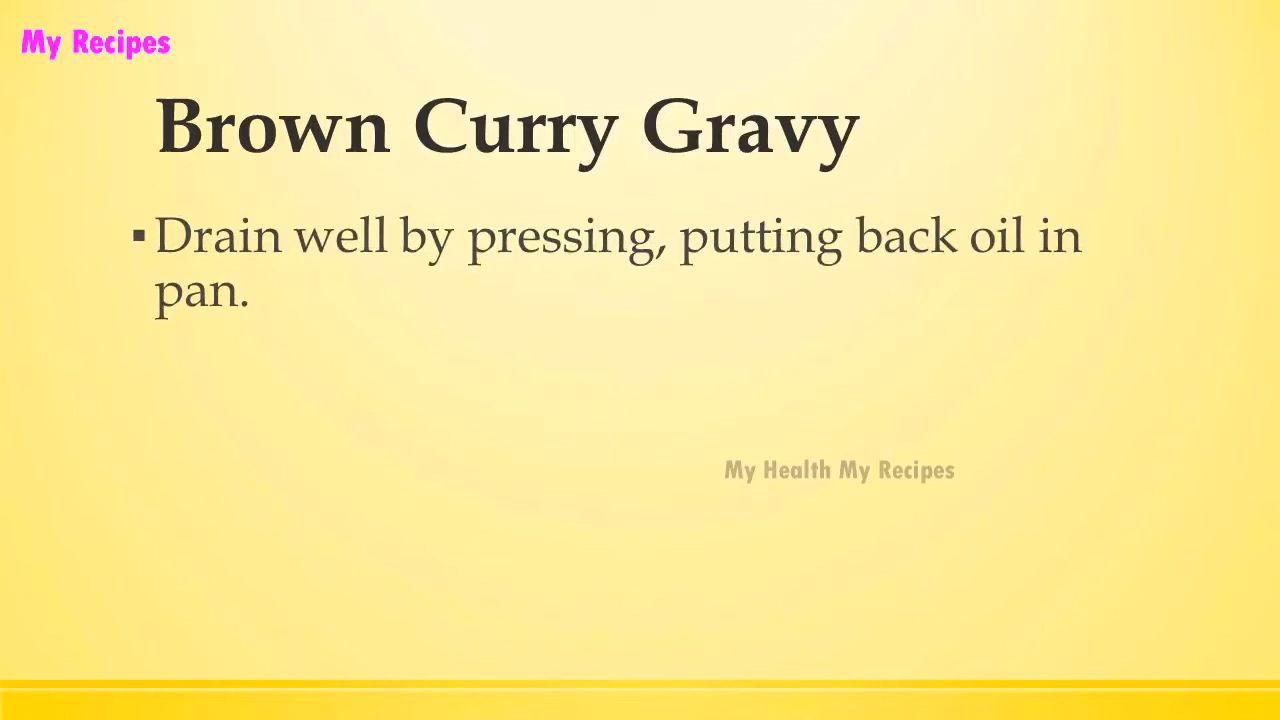 My Recipes
Brown Curry Gravy
▪ Drain well by pressing, putting back oil in
pan.
My Health My Recipes